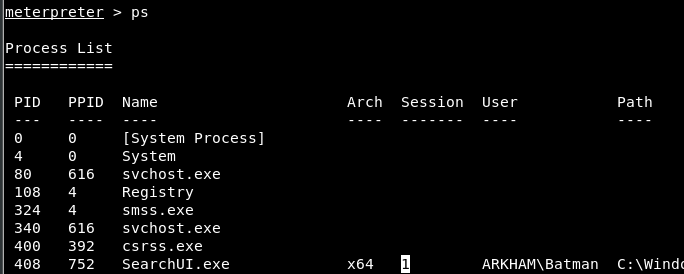 meterpreter > ps
Process List
============
PID PPID Name Arch Session User Path
--- ---- ---- ---- ------- ---- ----
0 0 [System Process]
4 0 System
80 616 svchost.exe
108 4 Registry
324 4 smss.exe
340 616 svchost.exe
400 392 csrss.exe
408 752 SearchUI.exe x64 1 ARKHAM\Batman C:\Windo